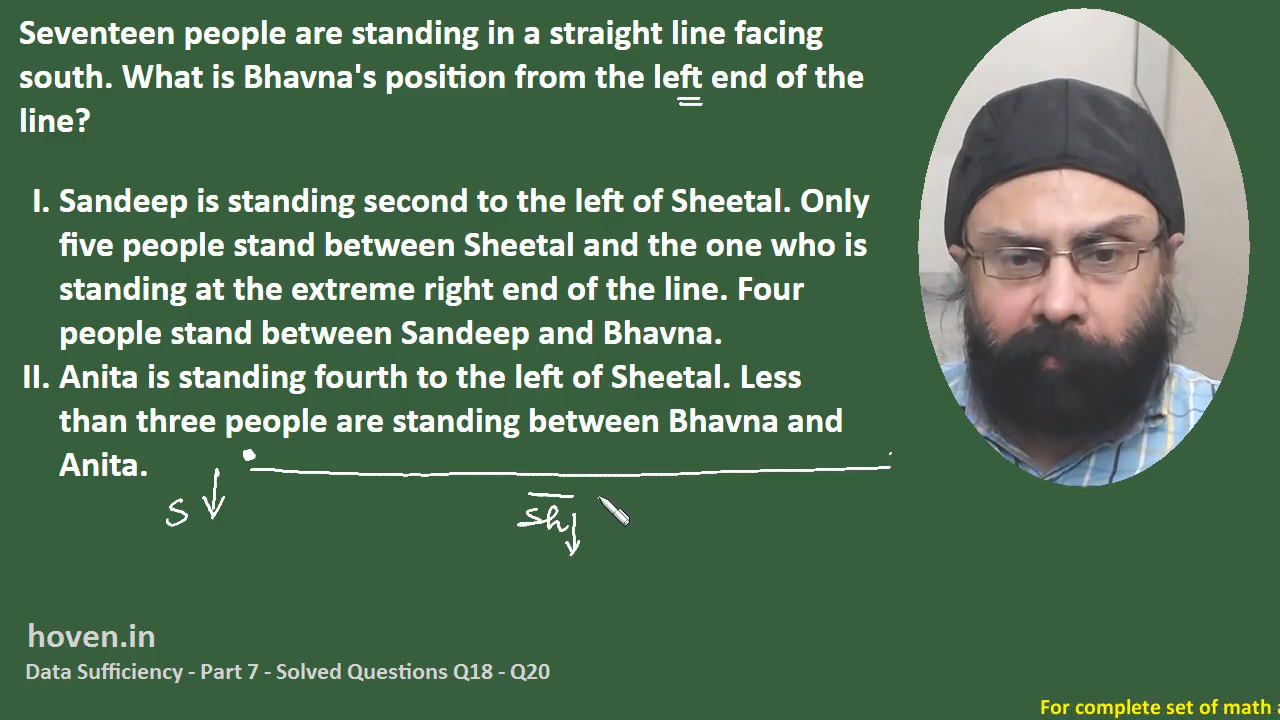 Seventeen people are standing in a straight line facing
south. What is Bhavna's position from the left end of the
line?
I. Sandeep is standing second to the left of Sheetal. Only
five people stand between Sheetal and the one who is
standing at the extreme right end of the line. Four
people stand between Sandeep and Bhavna.
II. Anita is standing fourth to the left of Sheetal. Less
than three people are standing between Bhavna and
Anita.
S
Sh
hoven.in
Data Sufficiency - Part 7 - Solved Questions Q18 - Q20
For complete set of math